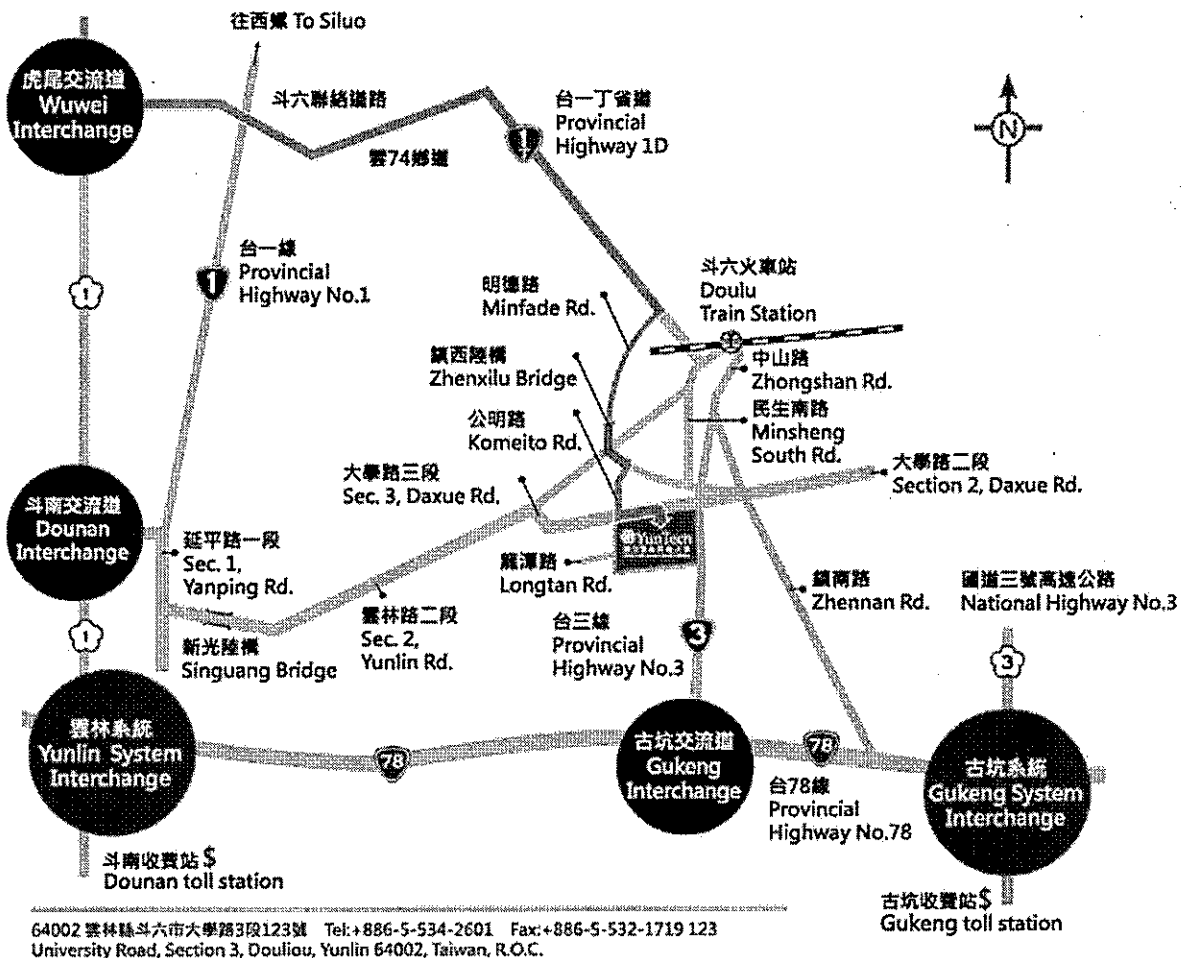 往西螺 To Siluo
虎尾交流道
Wuwei
Interchange
斗六聯絡道路
雲74鄉道
台一丁省道
Provincial
Highway 1D
1
N
台一線
Provincial
Highway No.1
1
1
明德路
Minfade Rd.
斗六火車站
Doulu
Train Station
鎮西陸橋
Zhenxilu Bridge
中山路
Zhongshan Rd.
公明路
Komeito Rd.
民生南路
Minsheng
South Rd.
大學路三段
Sec. 3, Daxue Rd.
大學路二段
Section 2, Daxue Rd.
斗南交流道
Dounan
Interchange
延平路一段
Sec. 1,
Yanping Rd.
YunTech
龍潭路
Longtan Rd.
鎮南路
Zhennan Rd.
國道三號高速公路
National Highway No.3
1
新光陸橋
Singuang Bridge
雲林路二段
Sec. 2,
Yunlin Rd.
台三線
Provincial
Highway No.3
3
3
雲林系統
Yunlin System
Interchange
78
古坑交流道
Gukeng
Interchange
78
台78線
Provincial
Highway No.78
古坑系統
Gukeng System
Interchange
斗南收費站 $
Dounan toll station
古坑收費站$
Gukeng toll station
64002 雲林縣斗六市大學路3段123號 Tel:+886-5-534-2601 Fax:+886-5-532-1719 123
University Road, Section 3, Douliou, Yunlin 64002, Taiwan, R.O.C.